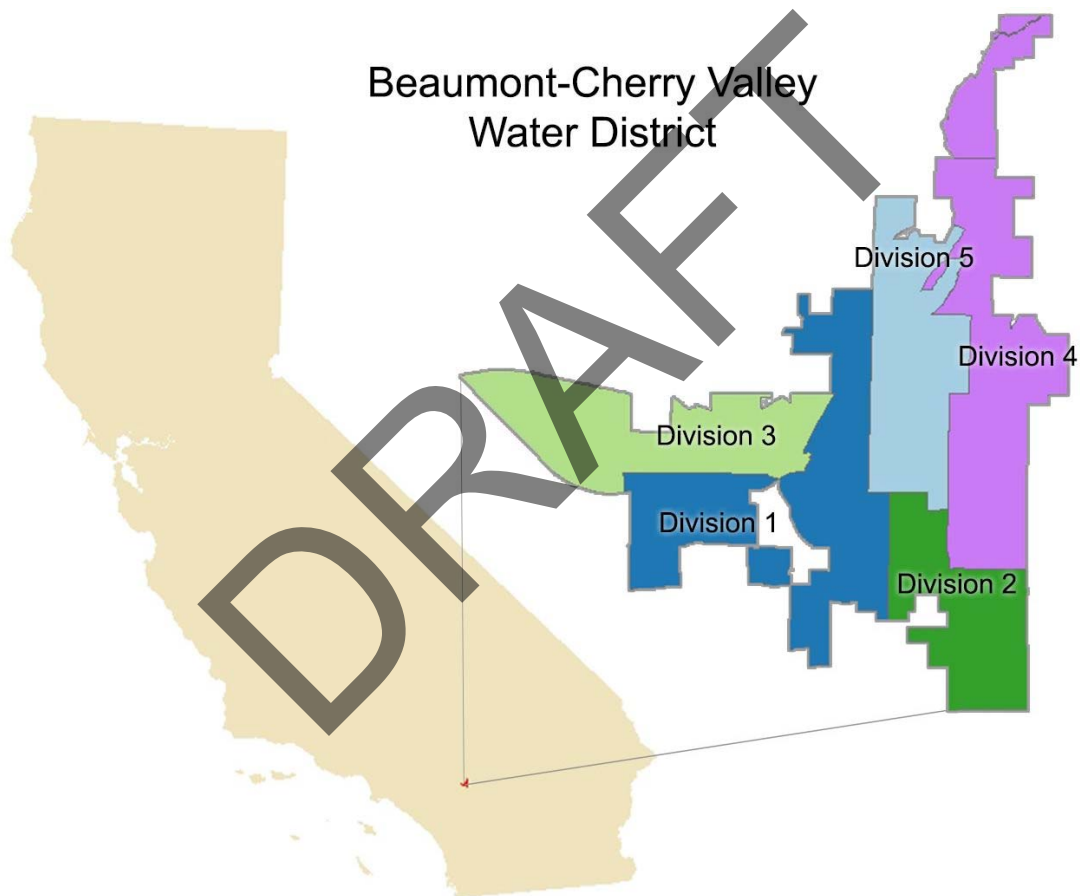 Beaumont-Cherry Valley
Water District
DRAFT
Division 5
Division 4
Division 3
Division 1
Division 2